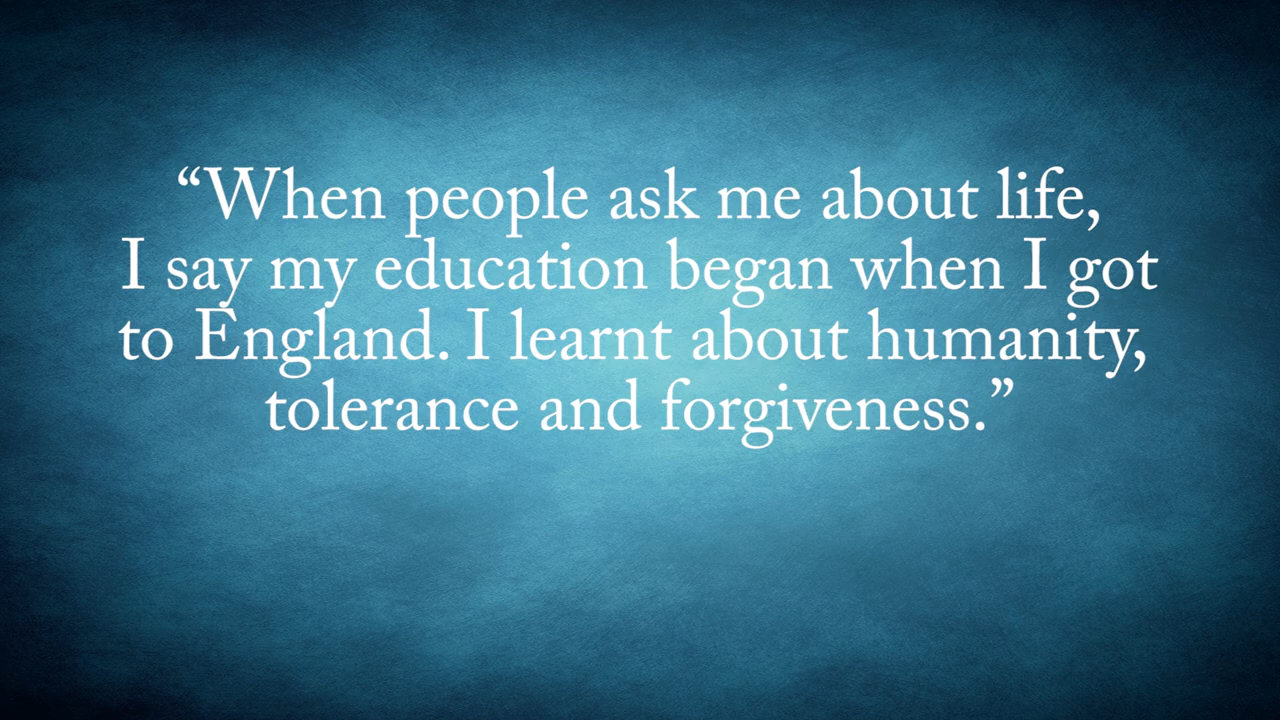 “When people ask me about life,
I say my education began when I got
to England. I learnt about humanity,
tolerance and forgiveness.”